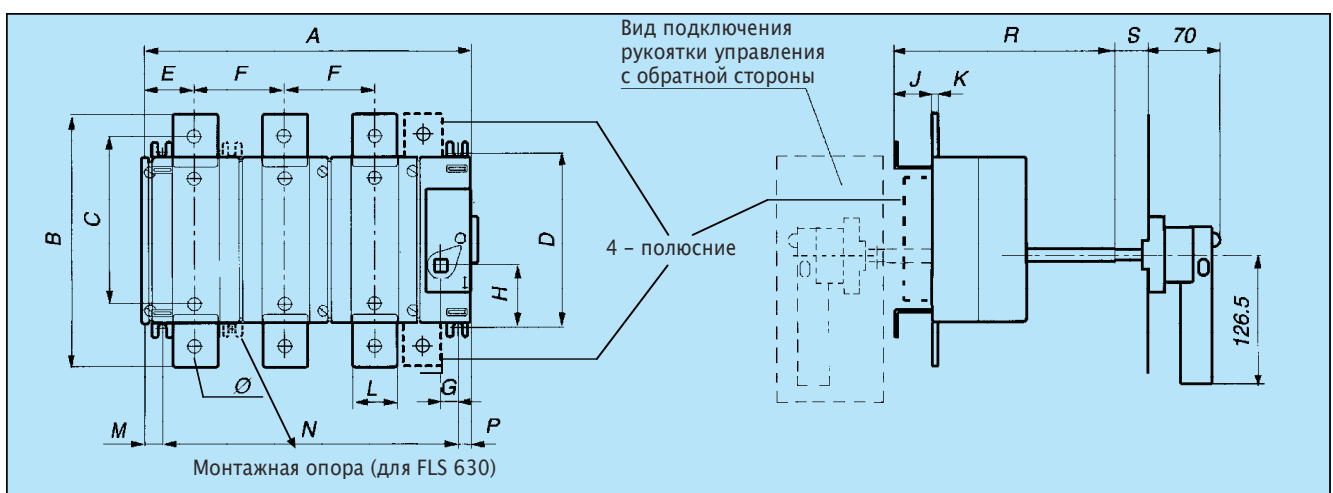 A
Вид подключения
рукоятки управления
с обратной стороны
R
S
70
E
F
F
J
K
B
C
D
H
4 – полюсние
126.5
Ø
L
G
M
N
P
Монтажная опора (для FLS 630)